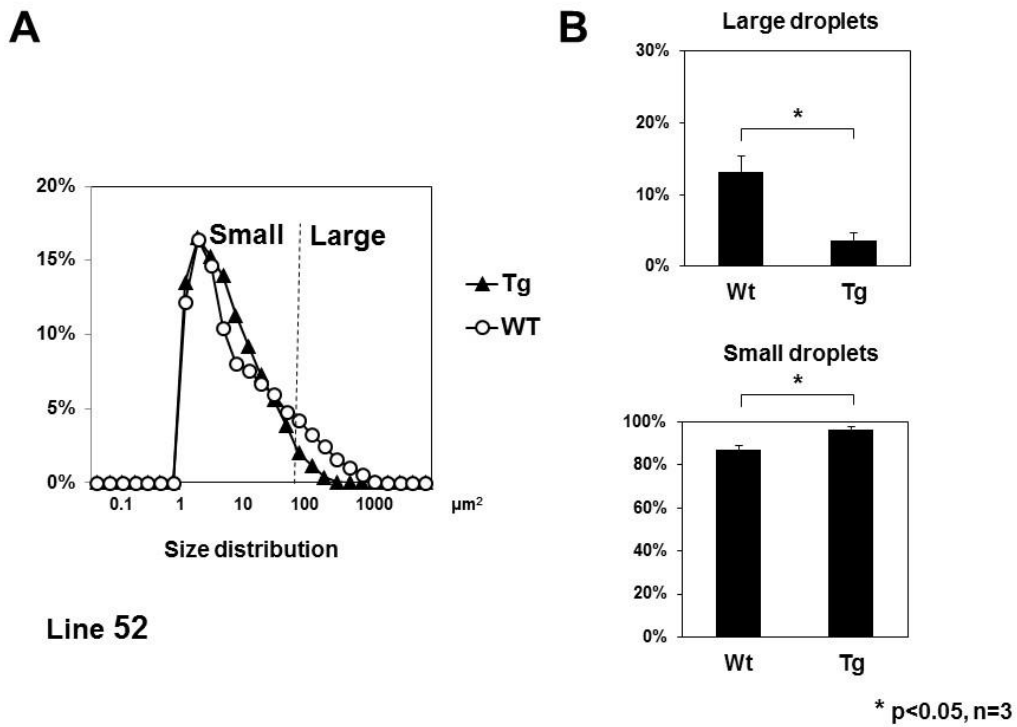 A
20%
15%
10%
5%
0%
Small
Large
0.1 1 10 100 1000 µm²
Size distribution
Tg
WT
Line 52
B
Large droplets
30%
20%
10%
0%
*
Wt Tg
Small droplets
*
100%
80%
60%
40%
20%
0%
Wt Tg
* p<0.05, n=3